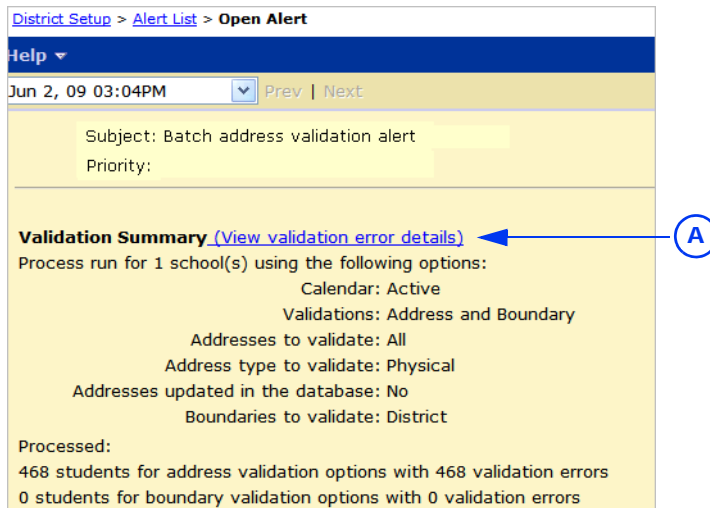 District Setup > Alert List > Open Alert
Help
Jun 2, 09 03:04PM Prev | Next
Subject: Batch address validation alert
Priority:
Validation Summary (View validation error details)
A
Process run for 1 school(s) using the following options:
Calendar: Active
Validations: Address and Boundary
Addresses to validate: All
Address type to validate: Physical
Addresses updated in the database: No
Boundaries to validate: District
Processed:
468 students for address validation options with 468 validation errors
0 students for boundary validation options with 0 validation errors